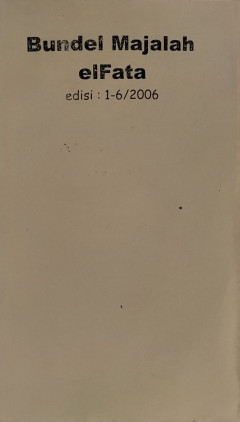 Bundel Majalah
elFata
edisi : 1-6/2006